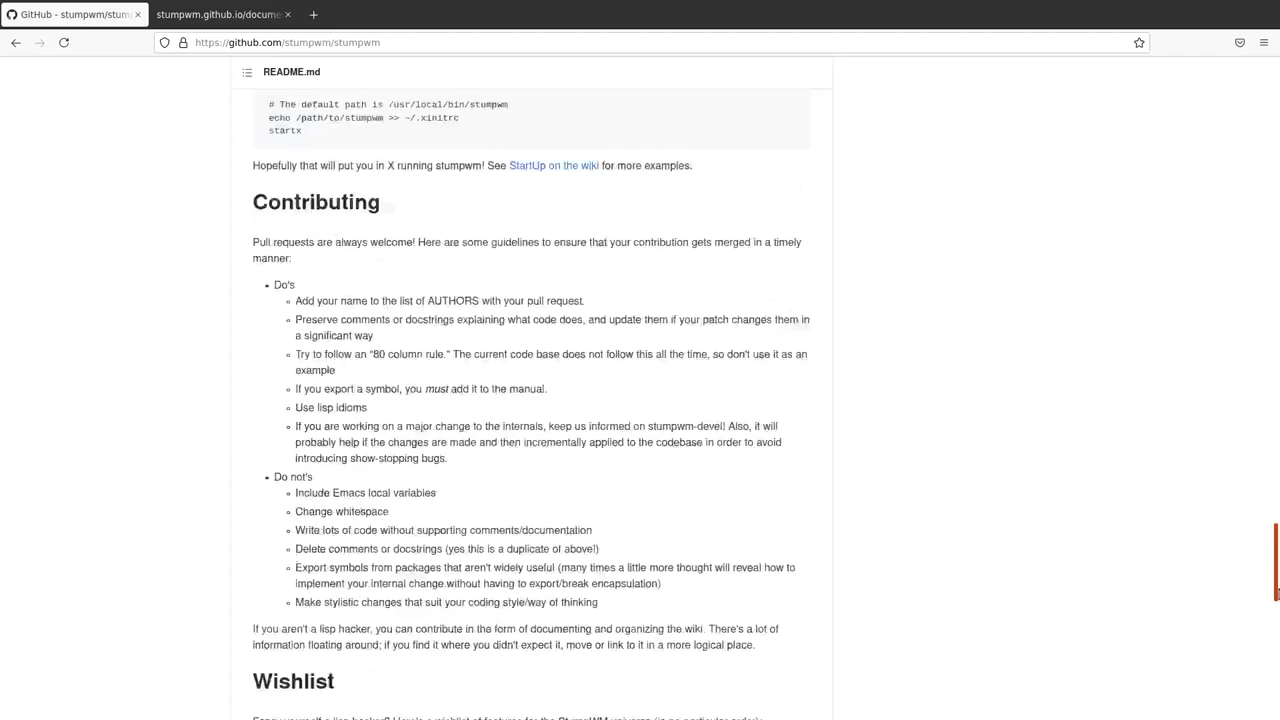 GitHub - stumpwm/stum
stumpwm.github.io/docume
https://github.com/stumpwm/stumpwm
README.md
# The default path is /usr/local/bin/stumpwm
echo /path/to/stumpwm >> ~/.xinitrc
startx
Hopefully that will put you in X running stumpwm! See StartUp on the wiki for more examples.
Contributing
Pull requests are always welcome! Here are some guidelines to ensure that your contribution gets merged in a timely
manner:
Do's
Add your name to the list of AUTHORS with your pull request.
Preserve comments or docstrings explaining what code does, and update them if your patch changes them in
a significant way
Try to follow an "80 column rule." The current code base does not follow this all the time, so don't use it as an
example
If you export a symbol, you must add it to the manual.
Use lisp idioms
If you are working on a major change to the internals, keep us informed on stumpwm-devel! Also, it will
probably help if the changes are made and then incrementally applied to the codebase in order to avoid
introducing show-stopping bugs.
Do not's
Include Emacs local variables
Change whitespace
Write lots of code without supporting comments/documentation
Delete comments or docstrings (yes this is a duplicate of above!)
Export symbols from packages that aren't widely useful (many times a little more thought will reveal how to
implement your internal change without having to export/break encapsulation)
Make stylistic changes that suit your coding style/way of thinking
If you aren't a lisp hacker, you can contribute in the form of documenting and organizing the wiki. There's a lot of
information floating around; if you find it where you didn't expect it, move or link to it in a more logical place.
Wishlist